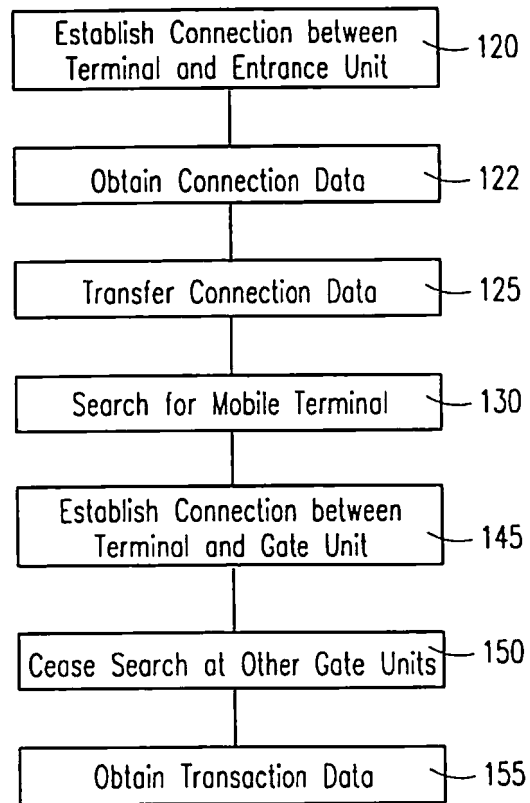 Establish Connection between
Terminal and Entrance Unit
120
Obtain Connection Data
122
Transfer Connection Data
125
Search for Mobile Terminal
130
Establish Connection between
Terminal and Gate Unit
145
Cease Search at Other Gate Units
150
Obtain Transaction Data
155